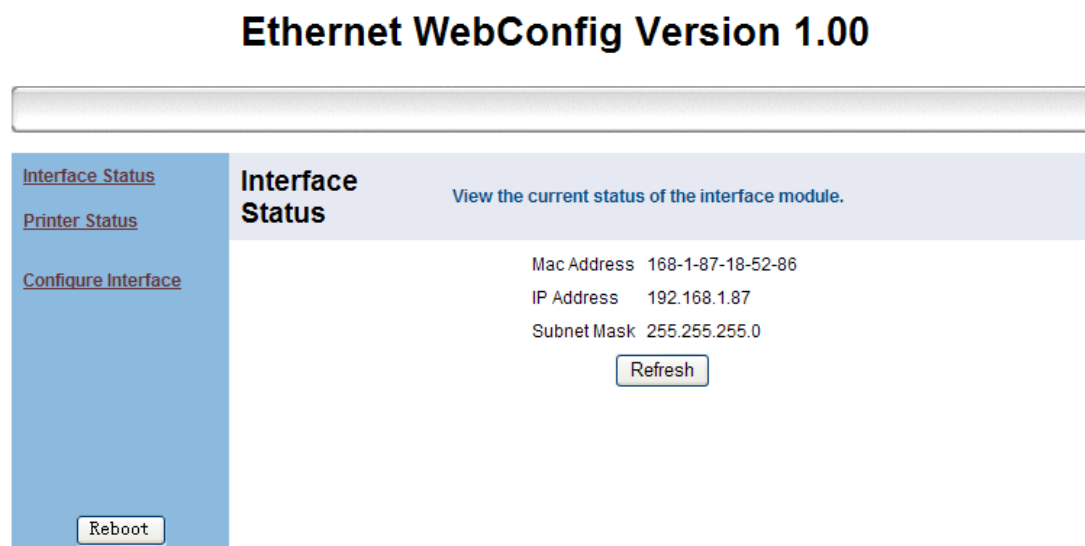 Ethernet WebConfig Version 1.00
Interface Status
Printer Status
Configure Interface
Reboot
Interface
Status
View the current status of the interface module.
Mac Address 168-1-87-18-52-86
IP Address 192.168.1.87
Subnet Mask 255.255.255.0
Refresh